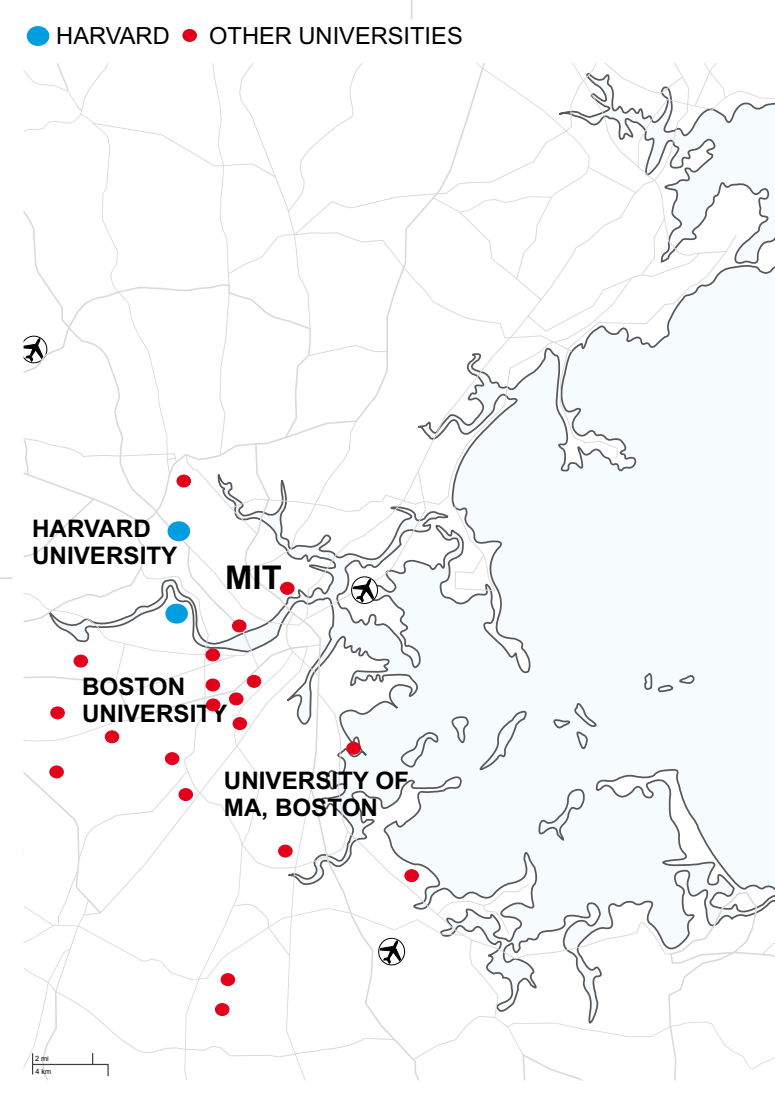 HARVARD OTHER UNIVERSITIES
HARVARD
UNIVERSITY
MIT
BOSTON
UNIVERSITY
UNIVERSITY OF
MA, BOSTON
2 mi
4 km